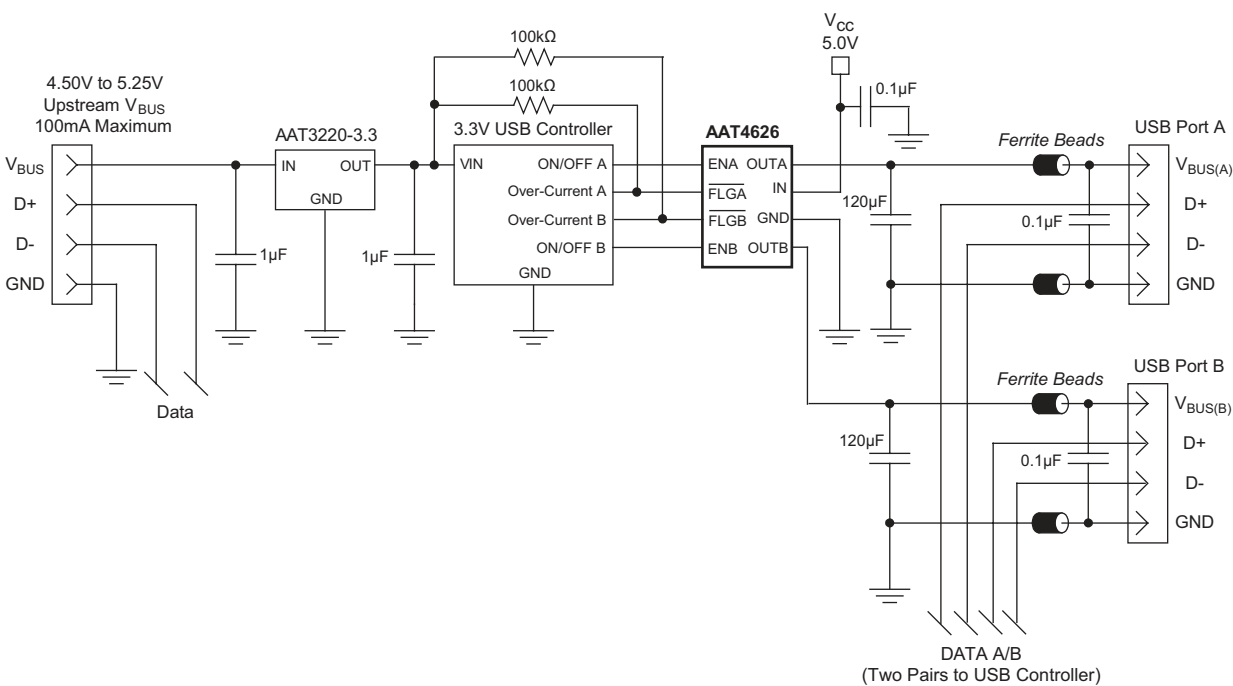 4.50V to 5.25V
Upstream VBUS
100mA Maximum
VBUS
D+
D-
GND
Data
1µF
AAT3220-3.3
IN
OUT
GND
1µF
100kΩ
100kΩ
3.3V USB Controller
VIN
ON/OFF A
Over-Current A
Over-Current B
ON/OFF B
GND
AAT4626
ENA OUTA
FLGA IN
FLGB GND
ENB OUTB
VCC
5.0V
0.1µF
120µF
Ferrite Beads
0.1µF
USB Port A
VBUS(A)
D+
D-
GND
120µF
Ferrite Beads
0.1µF
USB Port B
VBUS(B)
D+
D-
GND
DATA A/B
(Two Pairs to USB Controller)